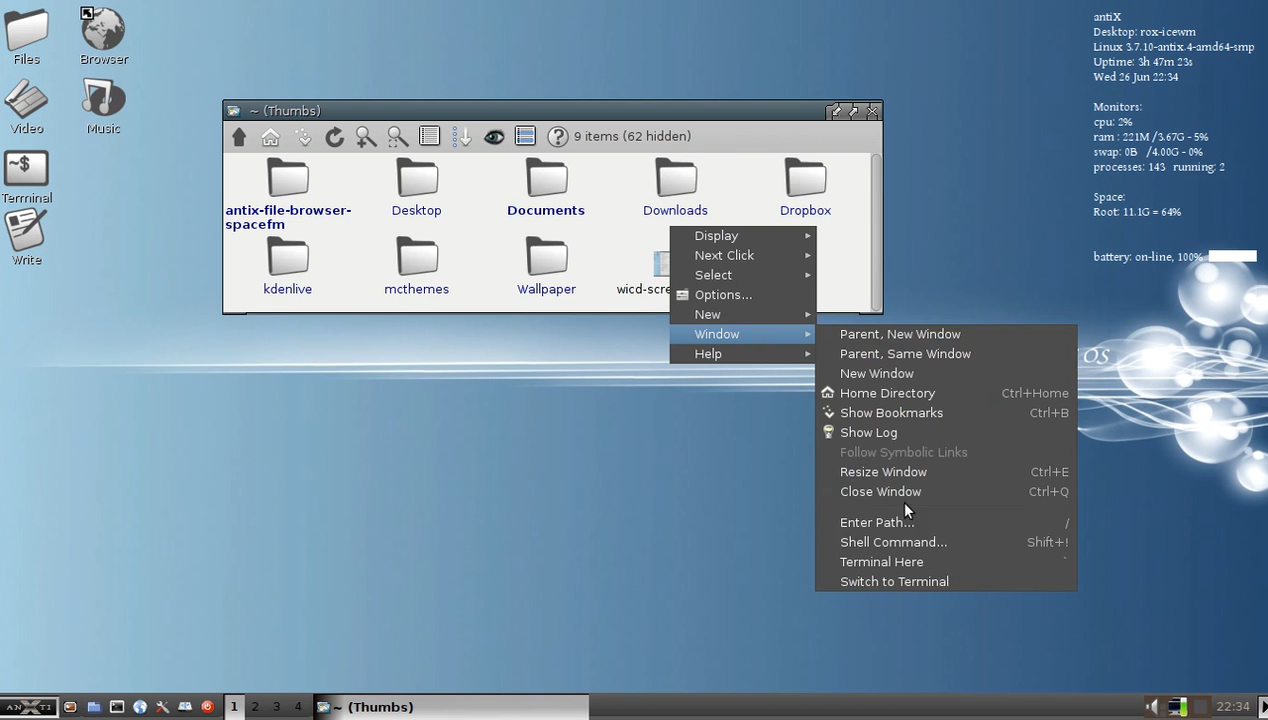 Files
Browser
Video
Music
~$
Terminal
Write
antiX
Desktop: rox-icewm
Linux 3.7.10-antix.4-amd64-smp
Uptime: 3h 47m 23s
Wed 26 Jun 22:34
Monitors:
cpu: 2%
ram : 221M /3.67G - 5%
swap: 0B /4.00G - 0%
processes: 143 running: 2
Space:
Root: 11.1G = 64%
battery: on-line, 100%
~ (Thumbs)
9 items (62 hidden)
antix-file-browser-
spacefm
Desktop
Documents
Downloads
Dropbox
kdenlive
mcthemes
Wallpaper
wicd-scre
Display
Next Click
Select
Options...
New
Window
Help
Parent, New Window
Parent, Same Window
New Window
Home Directory Ctrl+Home
Show Bookmarks Ctrl+B
Show Log
Follow Symbolic Links
Resize Window Ctrl+E
Close Window Ctrl+Q
Enter Path... /
Shell Command... Shift+!
Terminal Here `
Switch to Terminal
OS
ANXTI
1 2 3 4
~ (Thumbs)
22:34